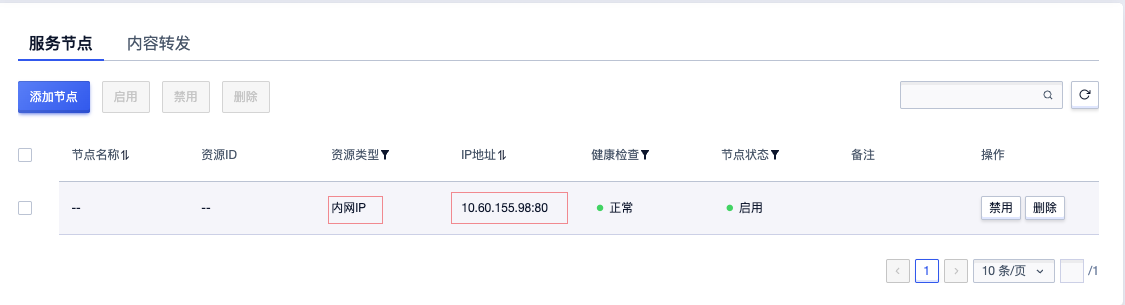 服务节点 内容转发
添加节点 启用 禁用 删除
节点名称 资源ID 资源类型 IP地址 健康检查 节点状态 备注 操作
-- -- 内网IP 10.60.155.98:80 正常 启用 禁用 删除
1 10 条/页 /1